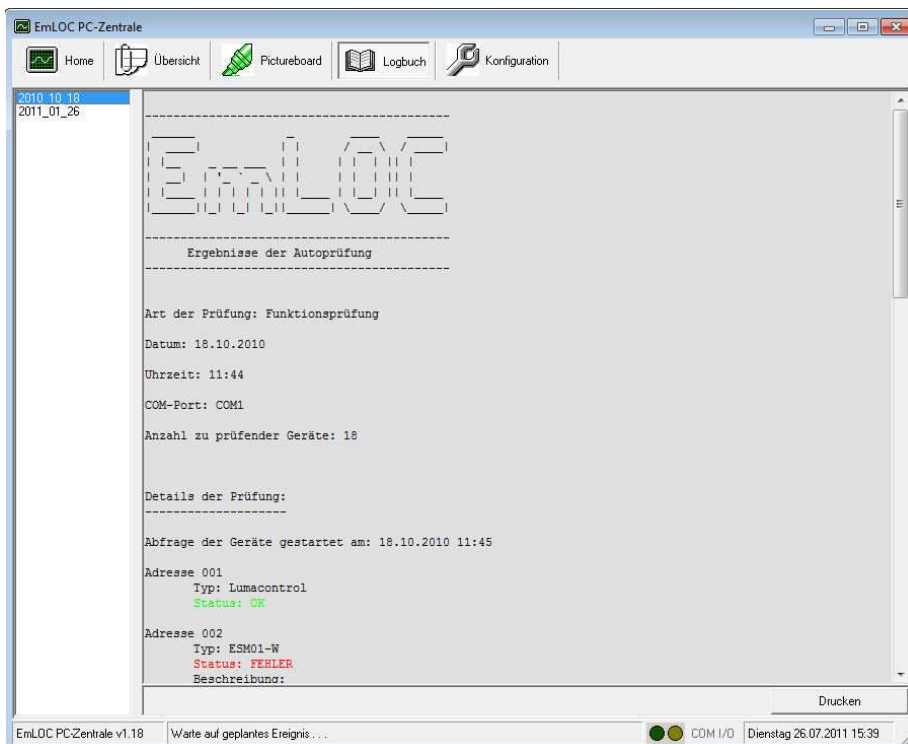 EmLOC PC-Zentrale
Home
Übersicht
Pictureboard
Logbuch
Konfiguration
2010_10_18
2011_01_26
--------------------------------------------
EmLOC
--------------------------------------------
Ergebnisse der Autoprüfung
--------------------------------------------
Art der Prüfung: Funktionsprüfung
Datum: 18.10.2010
Uhrzeit: 11:44
COM-Port: COM1
Anzahl zu prüfender Geräte: 18
Details der Prüfung:
--------------------
Abfrage der Geräte gestartet am: 18.10.2010 11:45
Adresse 001
Typ: Lumacontrol
Status: OK
Adresse 002
Typ: ESM01-W
Status: FEHLER
Beschreibung:
Drucken
EmLOC PC-Zentrale v1.18
Warte auf geplantes Ereignis . . .
COM I/O
Dienstag 26.07.2011 15:39